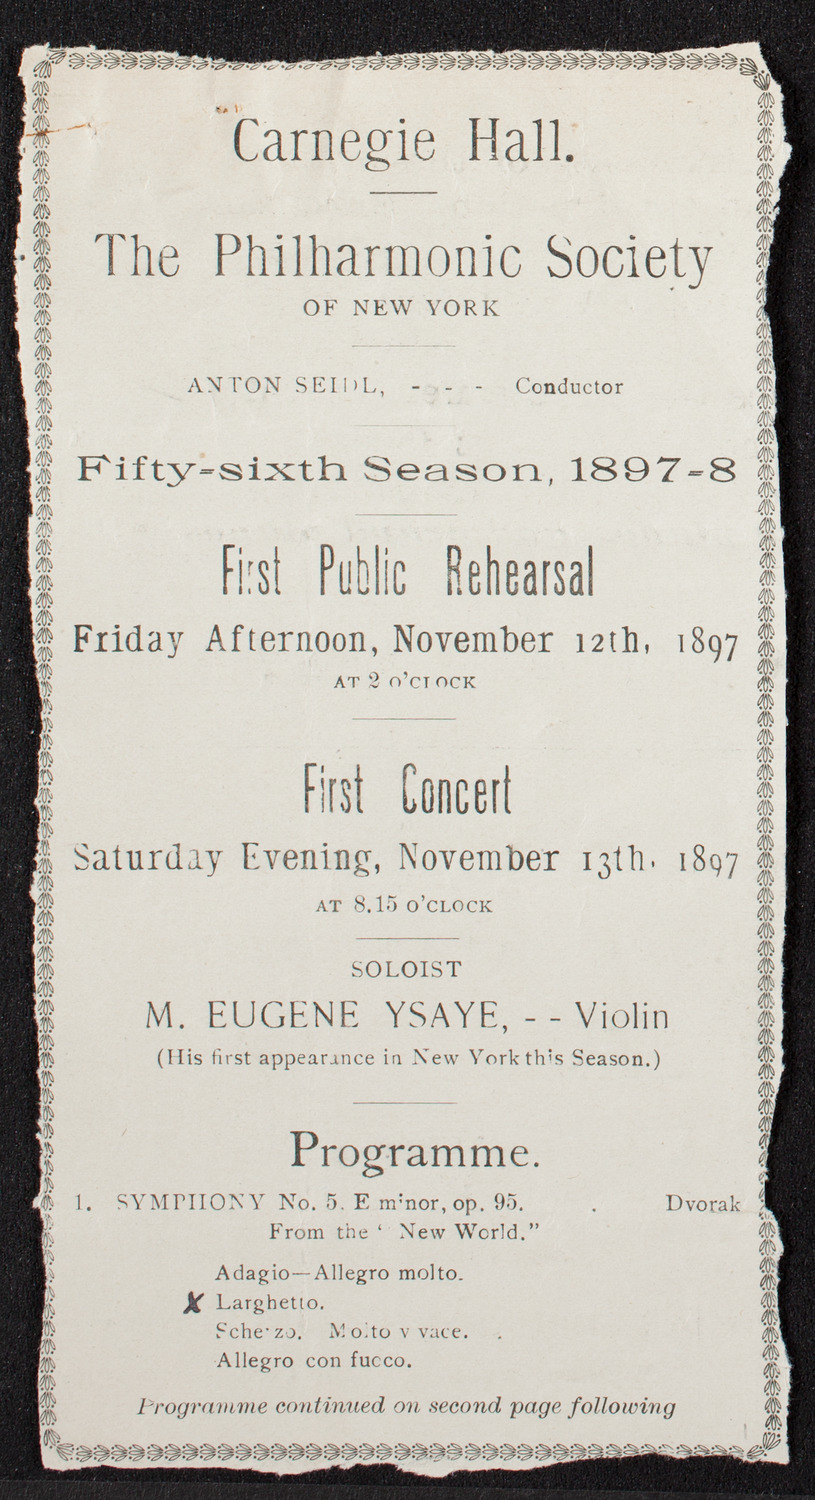 Carnegie Hall.
The Philharmonic Society
OF NEW YORK
ANTON SEIDL, - - - Conductor
Fifty-sixth Season, 1897-8
First Public Rehearsal
Friday Afternoon, November 12th, 1897
AT 2 O'CLOCK
First Concert
Saturday Evening, November 13th, 1897
AT 8.15 O'CLOCK
SOLOIST
M. EUGENE YSAYE, - - Violin
(His first appearance in New York this Season.)
Programme.
1. SYMPHONY No. 5. E minor, op. 95. . Dvorak
From the “ New World.”
Adagio—Allegro molto.
X Larghetto.
Scherzo. Molto vivace.
Allegro con fucco.
Programme continued on second page following